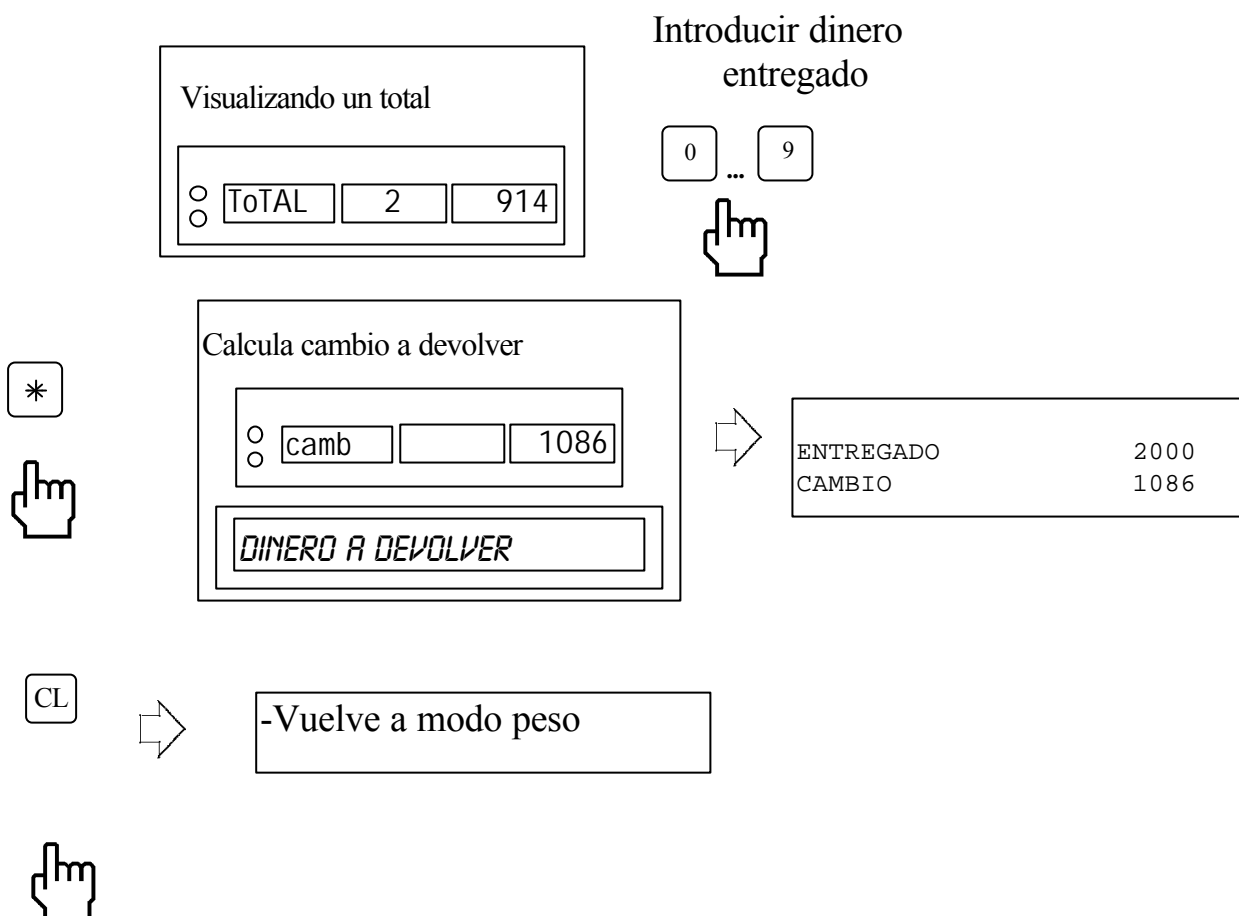 Introducir dinero
entregado
Visualizando un total
0 ... 9
ToTAL 2 914
Calcula cambio a devolver
*
camb 1086
ENTREGADO 2000
CAMBIO 1086
DINERO A DEVOLVER
CL
-Vuelve a modo peso